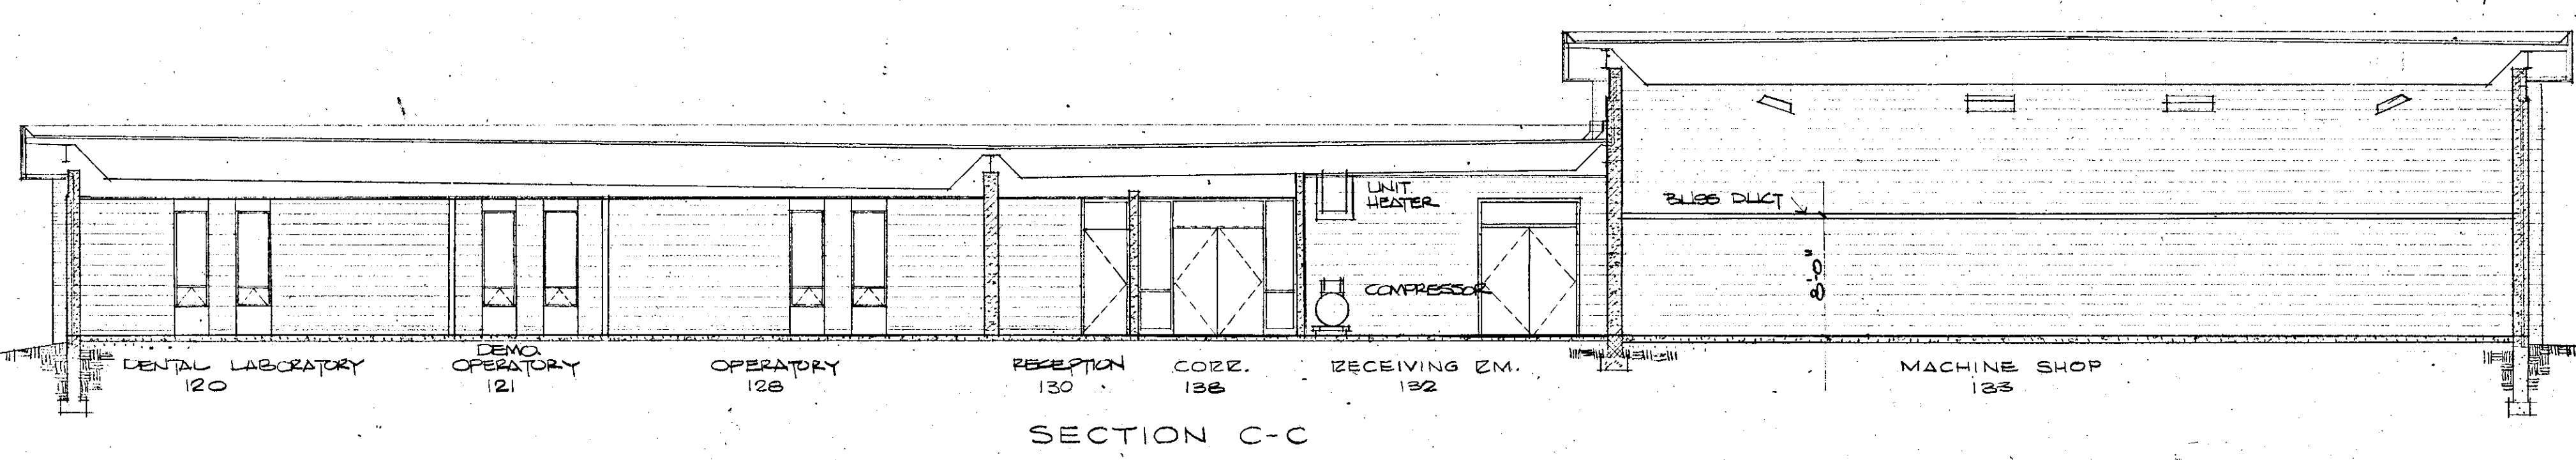 UNIT
HEATER
BUSS DUCT
8'-0"
COMPRESSOR
DENTAL LABORATORY
120
DEMO.
OPERATORY
121
OPERATORY
128
RECEPTION
130
CORR.
138
RECEIVING RM.
132
MACHINE SHOP
133
SECTION C-C